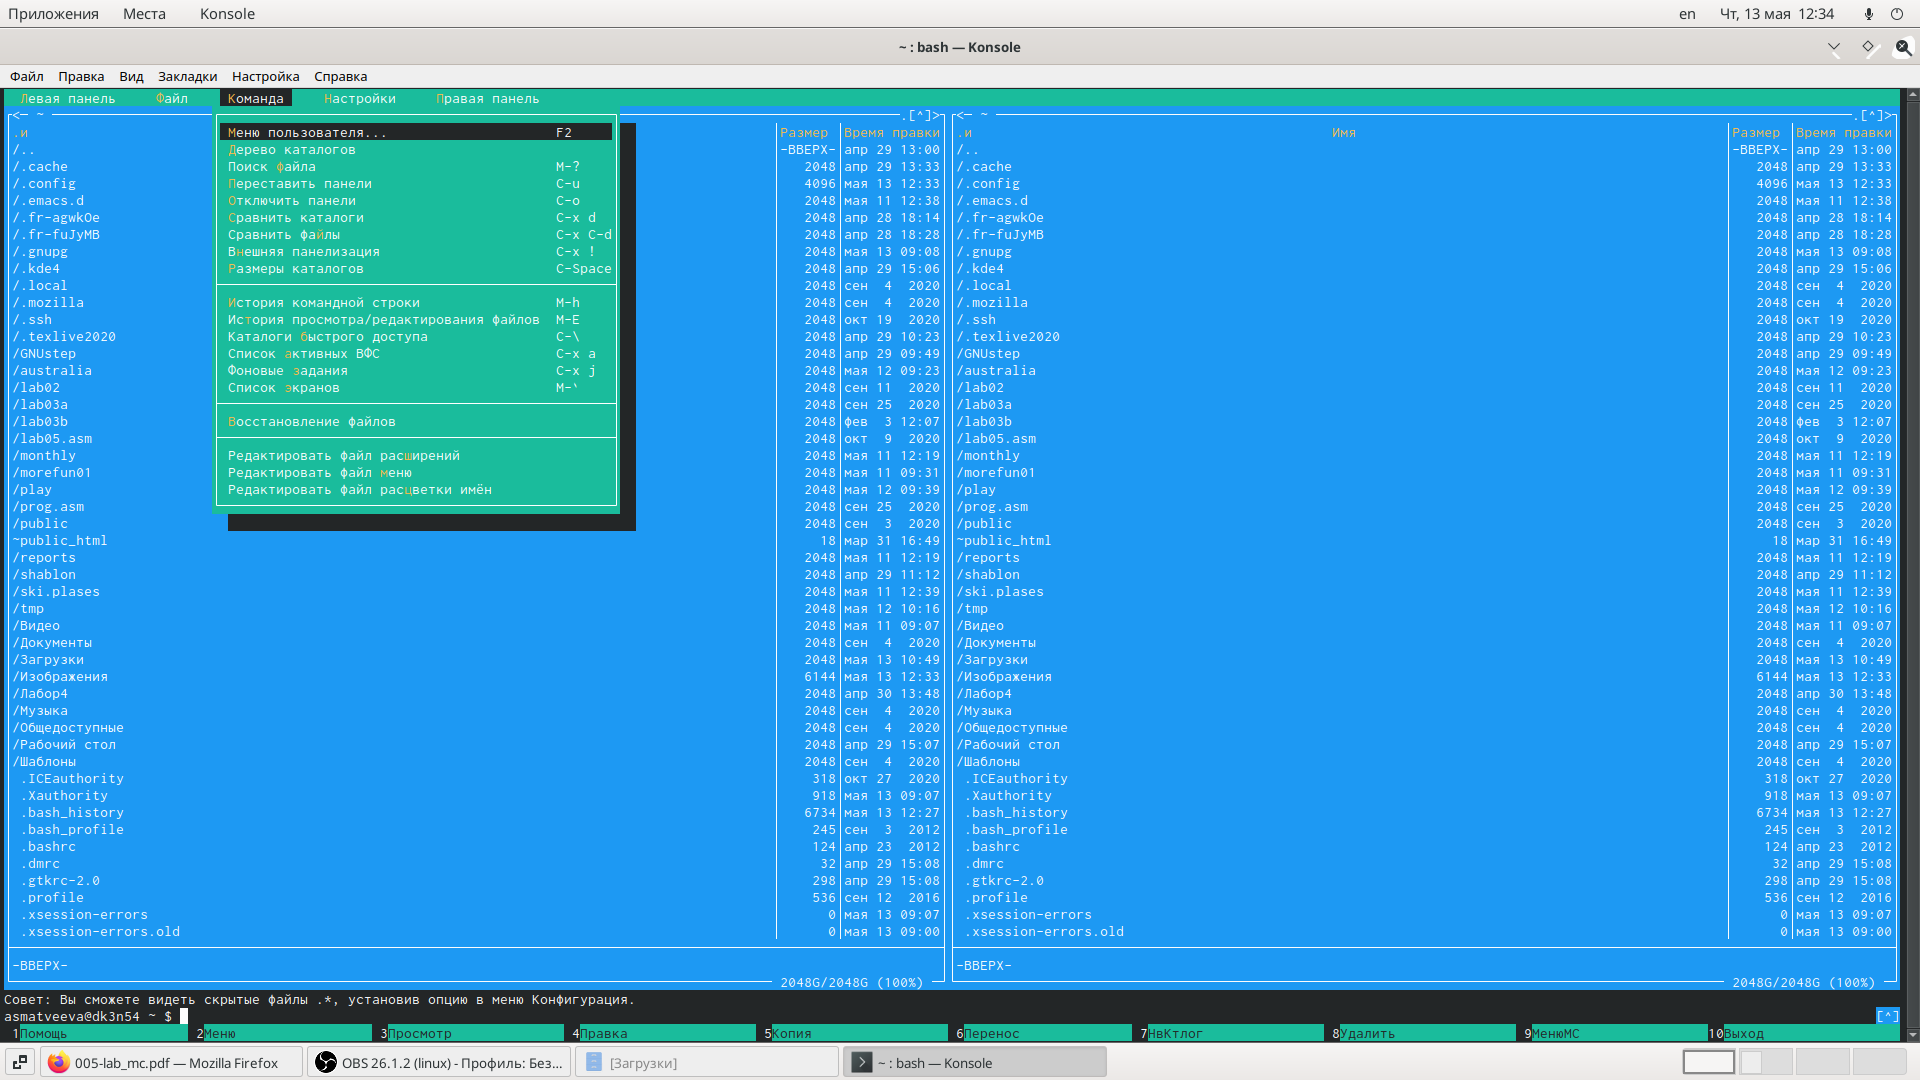 Приложения Места Konsole en Чт, 13 мая 12:34
~ : bash — Konsole
Файл Правка Вид Закладки Настройка Справка
Левая панель Файл Команда Настройки Правая панель
<— ~ .[^]> <— ~ .[^]>
.и Меню пользователя... F2 Размер Время правки .и Имя Размер Время правки
/.. Дерево каталогов -ВВЕРХ- апр 29 13:00 /.. -ВВЕРХ- апр 29 13:00
/.cache Поиск файла M-? 2048 апр 29 13:33 /.cache 2048 апр 29 13:33
/.config Переставить панели C-u 4096 мая 13 12:33 /.config 4096 мая 13 12:33
/.emacs.d Отключить панели C-o 2048 мая 11 12:38 /.emacs.d 2048 мая 11 12:38
/.fr-agwkOe Сравнить каталоги C-x d 2048 апр 28 18:14 /.fr-agwkOe 2048 апр 28 18:14
/.fr-fuJyMB Сравнить файлы C-x C-d 2048 апр 28 18:28 /.fr-fuJyMB 2048 апр 28 18:28
/.gnupg Внешняя панелизация C-x ! 2048 мая 13 09:08 /.gnupg 2048 мая 13 09:08
/.kde4 Размеры каталогов C-Space 2048 апр 29 15:06 /.kde4 2048 апр 29 15:06
/.local 2048 сен 4 2020 /.local 2048 сен 4 2020
/.mozilla История командной строки M-h 2048 сен 4 2020 /.mozilla 2048 сен 4 2020
/.ssh История просмотра/редактирования файлов M-E 2048 окт 19 2020 /.ssh 2048 окт 19 2020
/.texlive2020 Каталоги быстрого доступа C-\ 2048 апр 29 10:23 /.texlive2020 2048 апр 29 10:23
/GNUstep Список активных ВФС C-x a 2048 апр 29 09:49 /GNUstep 2048 апр 29 09:49
/australia Фоновые задания C-x j 2048 мая 12 09:23 /australia 2048 мая 12 09:23
/lab02 Список экранов M-` 2048 сен 11 2020 /lab02 2048 сен 11 2020
/lab03a 2048 сен 25 2020 /lab03a 2048 сен 25 2020
/lab03b Восстановление файлов 2048 фев 3 12:07 /lab03b 2048 фев 3 12:07
/lab05.asm 2048 окт 9 2020 /lab05.asm 2048 окт 9 2020
/monthly Редактировать файл расширений 2048 мая 11 12:19 /monthly 2048 мая 11 12:19
/morefun01 Редактировать файл меню 2048 мая 11 09:31 /morefun01 2048 мая 11 09:31
/play Редактировать файл расцветки имён 2048 мая 12 09:39 /play 2048 мая 12 09:39
/prog.asm 2048 сен 25 2020 /prog.asm 2048 сен 25 2020
/public 2048 сен 3 2020 /public 2048 сен 3 2020
~public_html 18 мар 31 16:49 ~public_html 18 мар 31 16:49
/reports 2048 мая 11 12:19 /reports 2048 мая 11 12:19
/shablon 2048 апр 29 11:12 /shablon 2048 апр 29 11:12
/ski.plases 2048 мая 11 12:39 /ski.plases 2048 мая 11 12:39
/tmp 2048 мая 12 10:16 /tmp 2048 мая 12 10:16
/Видео 2048 мая 11 09:07 /Видео 2048 мая 11 09:07
/Документы 2048 сен 4 2020 /Документы 2048 сен 4 2020
/Загрузки 2048 мая 13 10:49 /Загрузки 2048 мая 13 10:49
/Изображения 6144 мая 13 12:33 /Изображения 6144 мая 13 12:33
/Лабор4 2048 апр 30 13:48 /Лабор4 2048 апр 30 13:48
/Музыка 2048 сен 4 2020 /Музыка 2048 сен 4 2020
/Общедоступные 2048 сен 4 2020 /Общедоступные 2048 сен 4 2020
/Рабочий стол 2048 апр 29 15:07 /Рабочий стол 2048 апр 29 15:07
/Шаблоны 2048 сен 4 2020 /Шаблоны 2048 сен 4 2020
.ICEauthority 318 окт 27 2020 .ICEauthority 318 окт 27 2020
.Xauthority 918 мая 13 09:07 .Xauthority 918 мая 13 09:07
.bash_history 6734 мая 13 12:27 .bash_history 6734 мая 13 12:27
.bash_profile 245 сен 3 2012 .bash_profile 245 сен 3 2012
.bashrc 124 апр 23 2012 .bashrc 124 апр 23 2012
.dmrc 32 апр 29 15:08 .dmrc 32 апр 29 15:08
.gtkrc-2.0 298 апр 29 15:08 .gtkrc-2.0 298 апр 29 15:08
.profile 536 сен 12 2016 .profile 536 сен 12 2016
.xsession-errors 0 мая 13 09:07 .xsession-errors 0 мая 13 09:07
.xsession-errors.old 0 мая 13 09:00 .xsession-errors.old 0 мая 13 09:00
-ВВЕРХ- -ВВЕРХ-
2048G/2048G (100%) 2048G/2048G (100%)
Совет: Вы сможете видеть скрытые файлы .*, установив опцию в меню Конфигурация.
asmatveeva@dk3n54 ~ $ [^]
1Помощь 2Меню 3Просмотр 4Правка 5Копия 6Перенос 7НвКтлог 8Удалить 9МенюMC 10Выход
005-lab_mc.pdf — Mozilla Firefox OBS 26.1.2 (linux) - Профиль: Без... [Загрузки] ~ : bash — Konsole